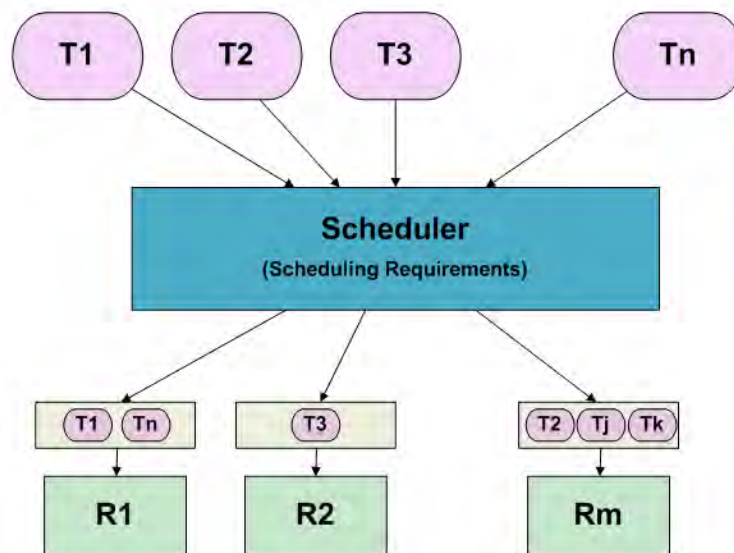 T1 T2 T3 Tn
Scheduler
(Scheduling Requirements)
T1 Tn T3 T2 Tj Tk
R1 R2 Rm